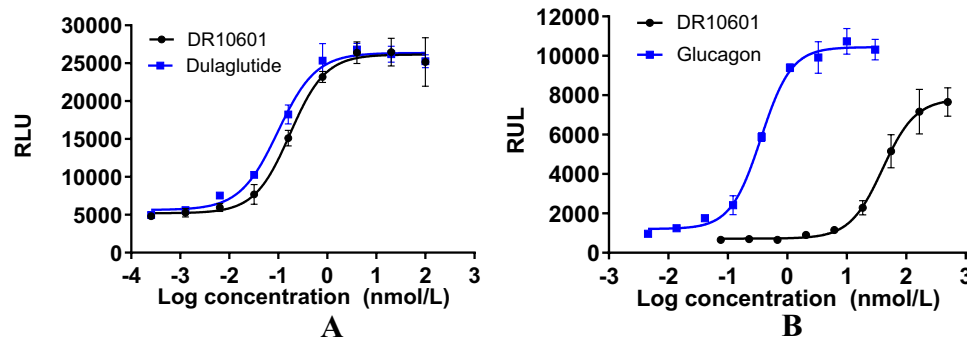 30000
25000
20000
15000
10000
5000
0
RLU
DR10601
Dulaglutide
-4 -3 -2 -1 0 1 2 3
Log concentration (nmol/L)
A
12000
10000
8000
6000
4000
2000
0
RUL
DR10601
Glucagon
-3 -2 -1 0 1 2 3
Log concentration (nmol/L)
B